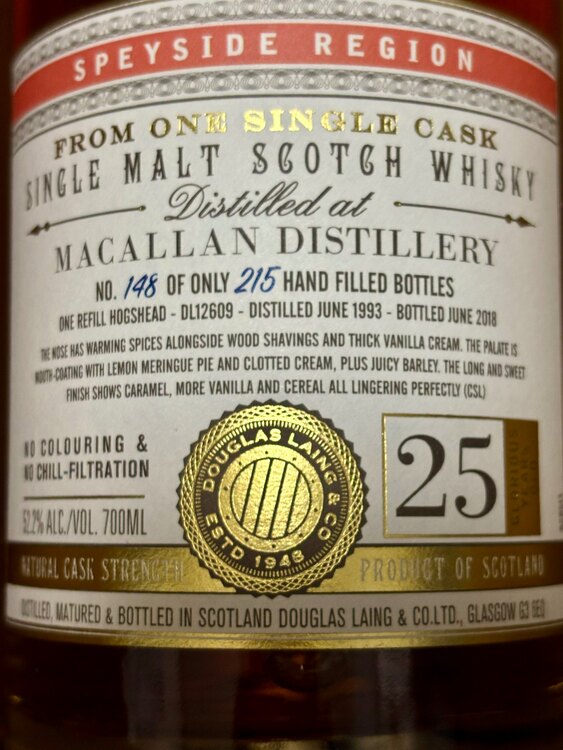 SPEYSIDE REGION
FROM ONE SINGLE CASK
SINGLE MALT SCOTCH WHISKY
Distilled at
MACALLAN DISTILLERY
NO. 148 OF ONLY 215 HAND FILLED BOTTLES
ONE REFILL HOGSHEAD - DL12609 - DISTILLED JUNE 1993 - BOTTLED JUNE 2018
THE NOSE HAS WARMING SPICES ALONGSIDE WOOD SHAVINGS AND THICK VANILLA CREAM. THE PALATE IS
MOUTH-COATING WITH LEMON MERINGUE PIE AND CLOTTED CREAM, PLUS JUICY BARLEY. THE LONG AND SWEET
FINISH SHOWS CARAMEL, MORE VANILLA AND CEREAL ALL LINGERING PERFECTLY (CSL)
NO COLOURING &
NO CHILL-FILTRATION
52.2% ALC./VOL. 700ML
DOUGLAS LAING & CO
ESTD 1948
25
YEARS
NATURAL CASK STRENGTH
PRODUCT OF SCOTLAND
DISTILLED, MATURED & BOTTLED IN SCOTLAND DOUGLAS LAING & CO.LTD., GLASGOW G3 6EQ